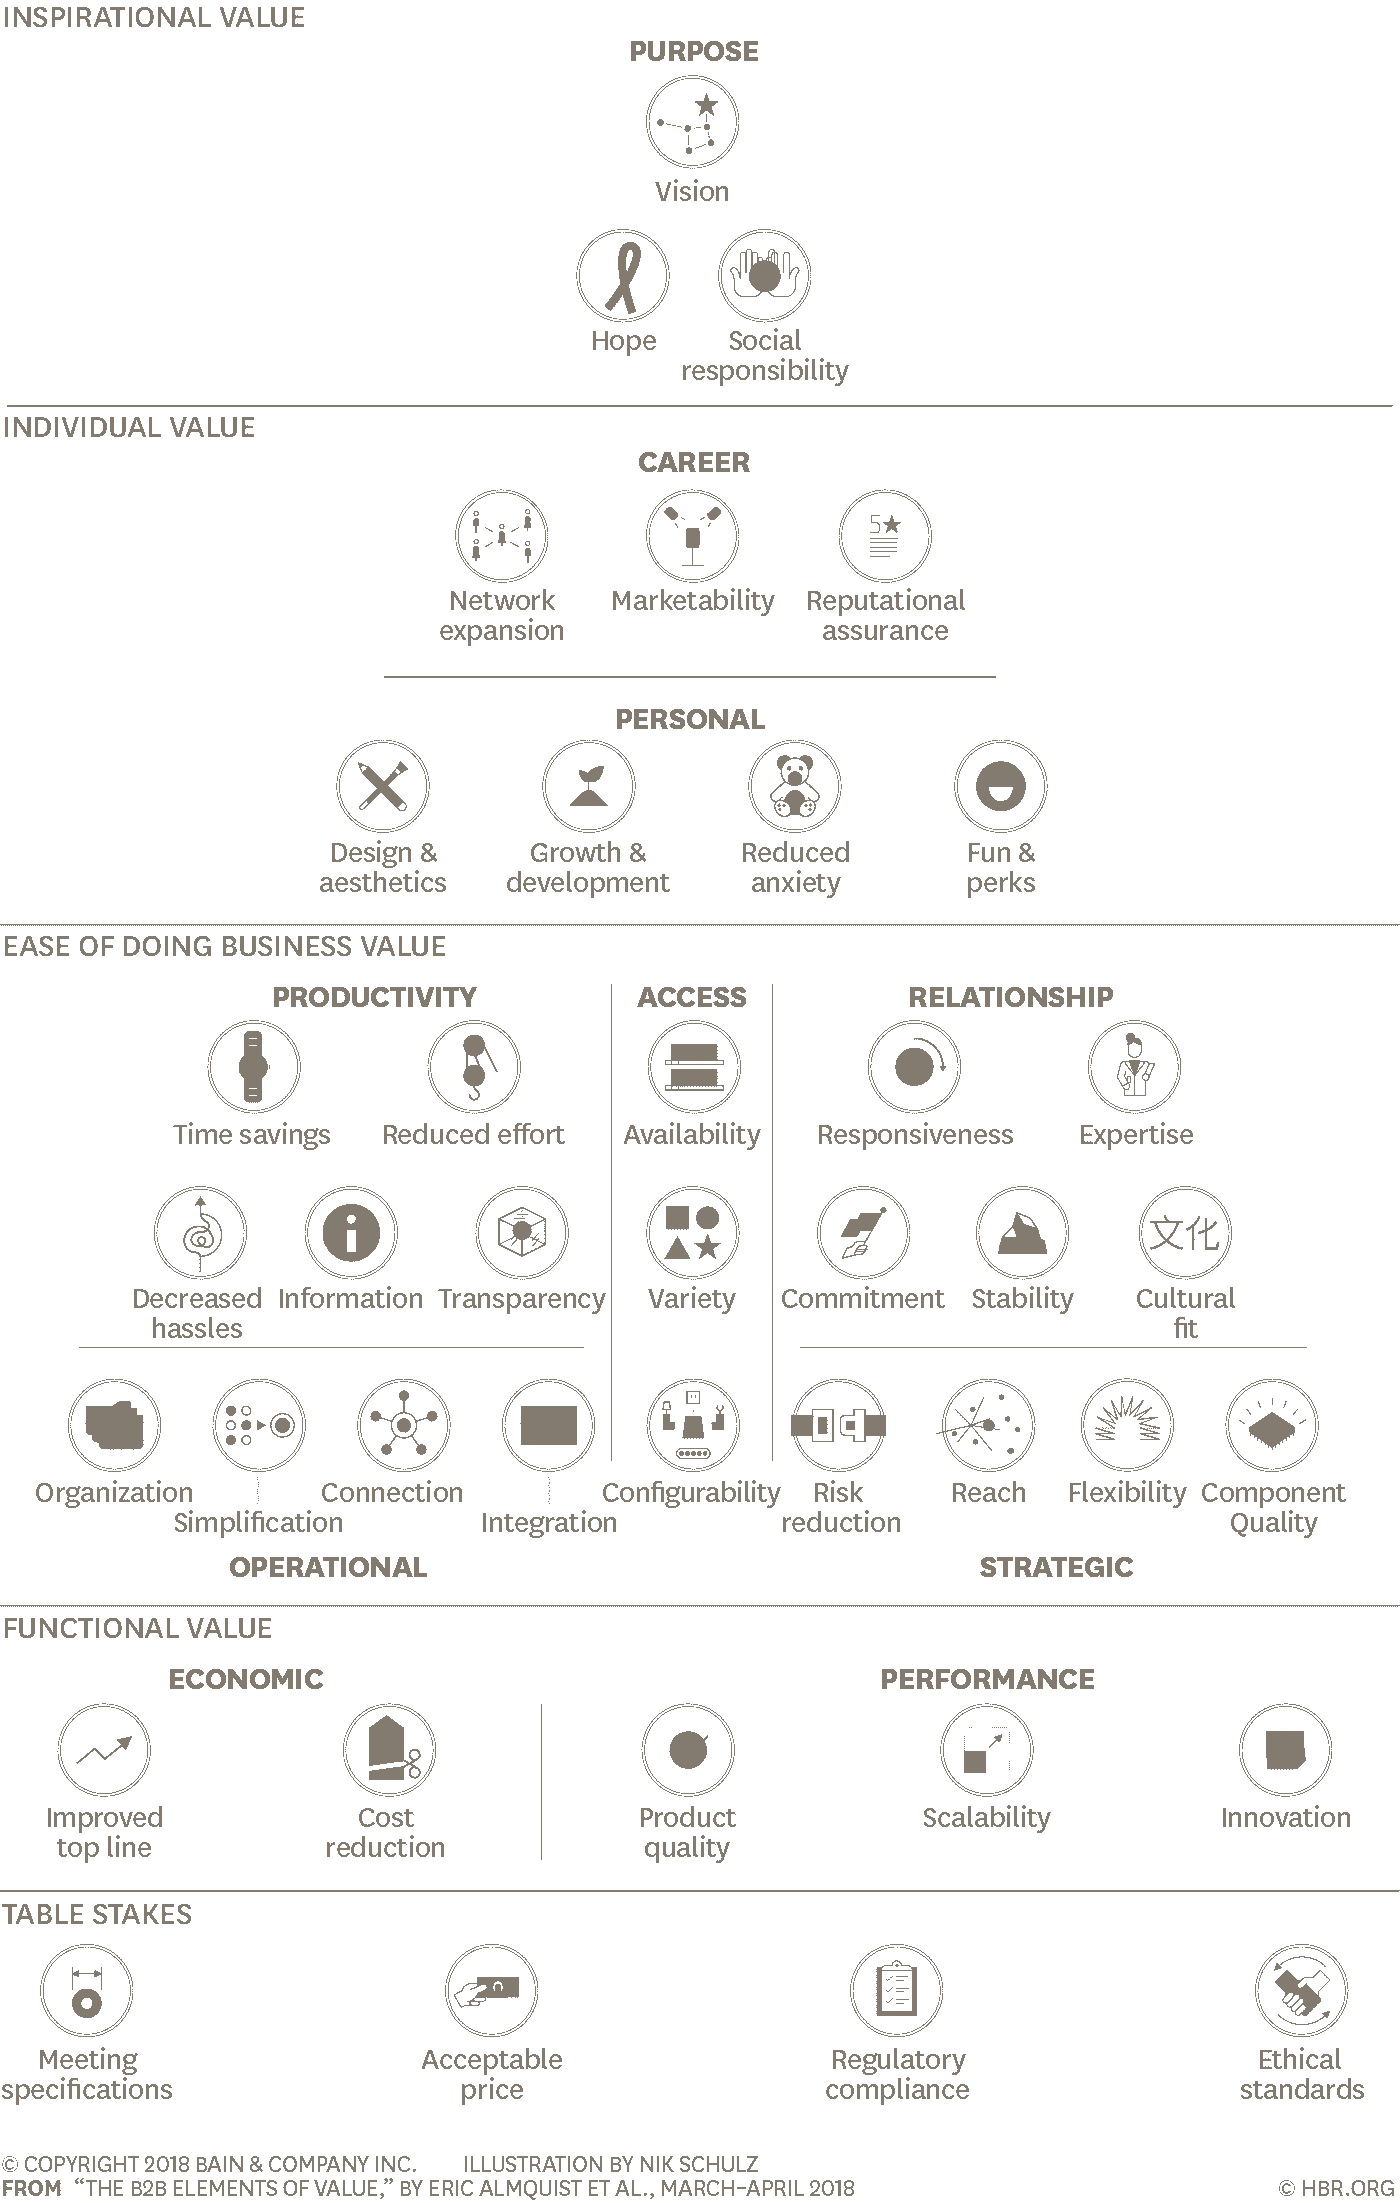 INSPIRATIONAL VALUE
PURPOSE
Vision
Hope
Social
responsibility
INDIVIDUAL VALUE
CAREER
5
Network
expansion
Marketability
Reputational
assurance
PERSONAL
Design &
aesthetics
Growth &
development
Reduced
anxiety
Fun &
perks
EASE OF DOING BUSINESS VALUE
PRODUCTIVITY
ACCESS
RELATIONSHIP
Time savings
Reduced effort
Availability
Responsiveness
Expertise
i
文化
Decreased
hassles
Information
Transparency
Variety
Commitment
Stability
Cultural
fit
Organization
Simplification
Connection
Integration
Configurability
Risk
reduction
Reach
Flexibility
Component
Quality
OPERATIONAL
STRATEGIC
FUNCTIONAL VALUE
ECONOMIC
PERFORMANCE
Improved
top line
Cost
reduction
Product
quality
Scalability
Innovation
TABLE STAKES
Meeting
specifications
Acceptable
price
Regulatory
compliance
Ethical
standards
© COPYRIGHT 2018 BAIN & COMPANY INC. ILLUSTRATION BY NIK SCHULZ
FROM “THE B2B ELEMENTS OF VALUE,” BY ERIC ALMQUIST ET AL., MARCH–APRIL 2018
© HBR.ORG